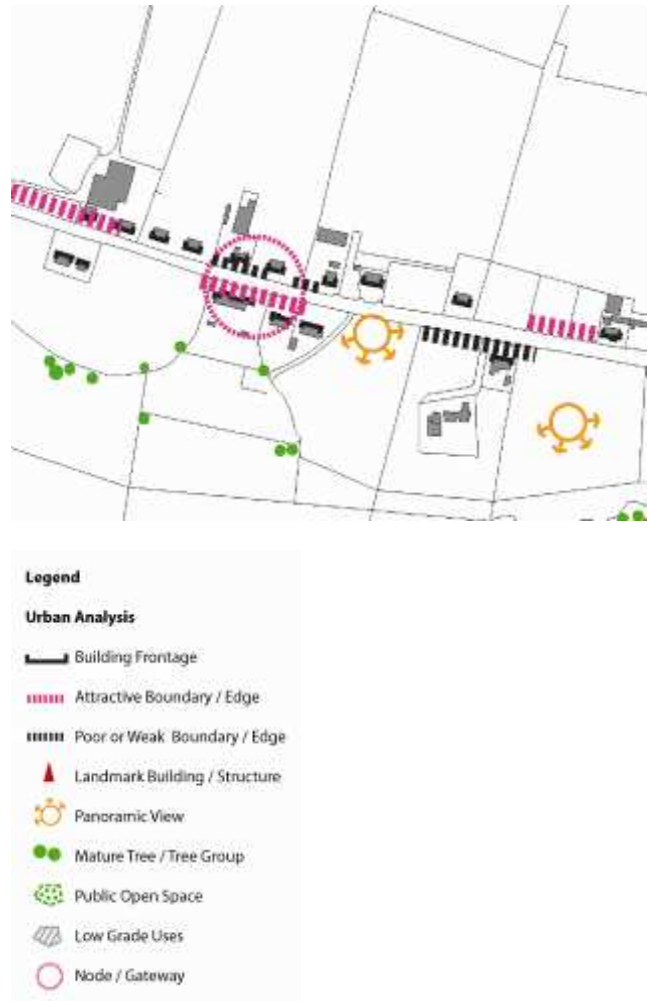 Legend
Urban Analysis
Building Frontage
Attractive Boundary / Edge
Poor or Weak Boundary / Edge
Landmark Building / Structure
Panoramic View
Mature Tree / Tree Group
Public Open Space
Low Grade Uses
Node / Gateway